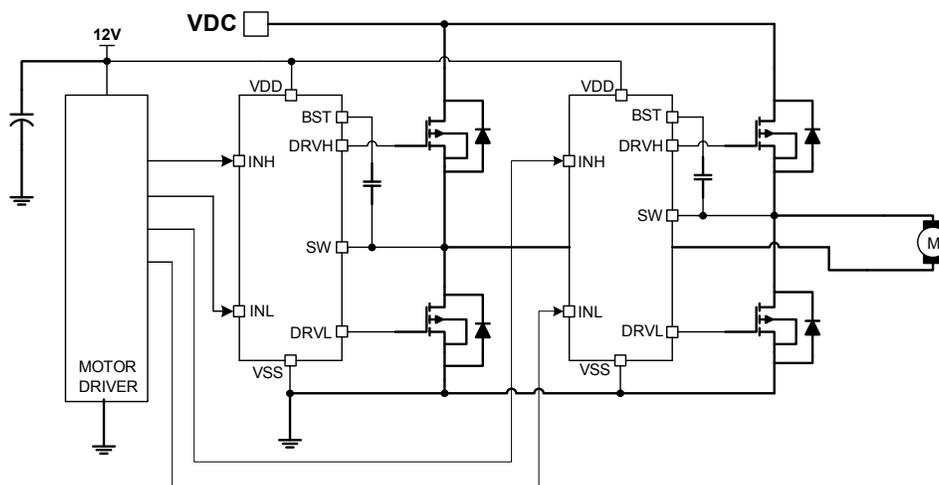 VDC
12V
VDD
VDD
BST
BST
DRVH
DRVH
INH
INH
SW
SW
INL
INL
DRVL
DRVL
VSS
VSS
MOTOR
DRIVER
M